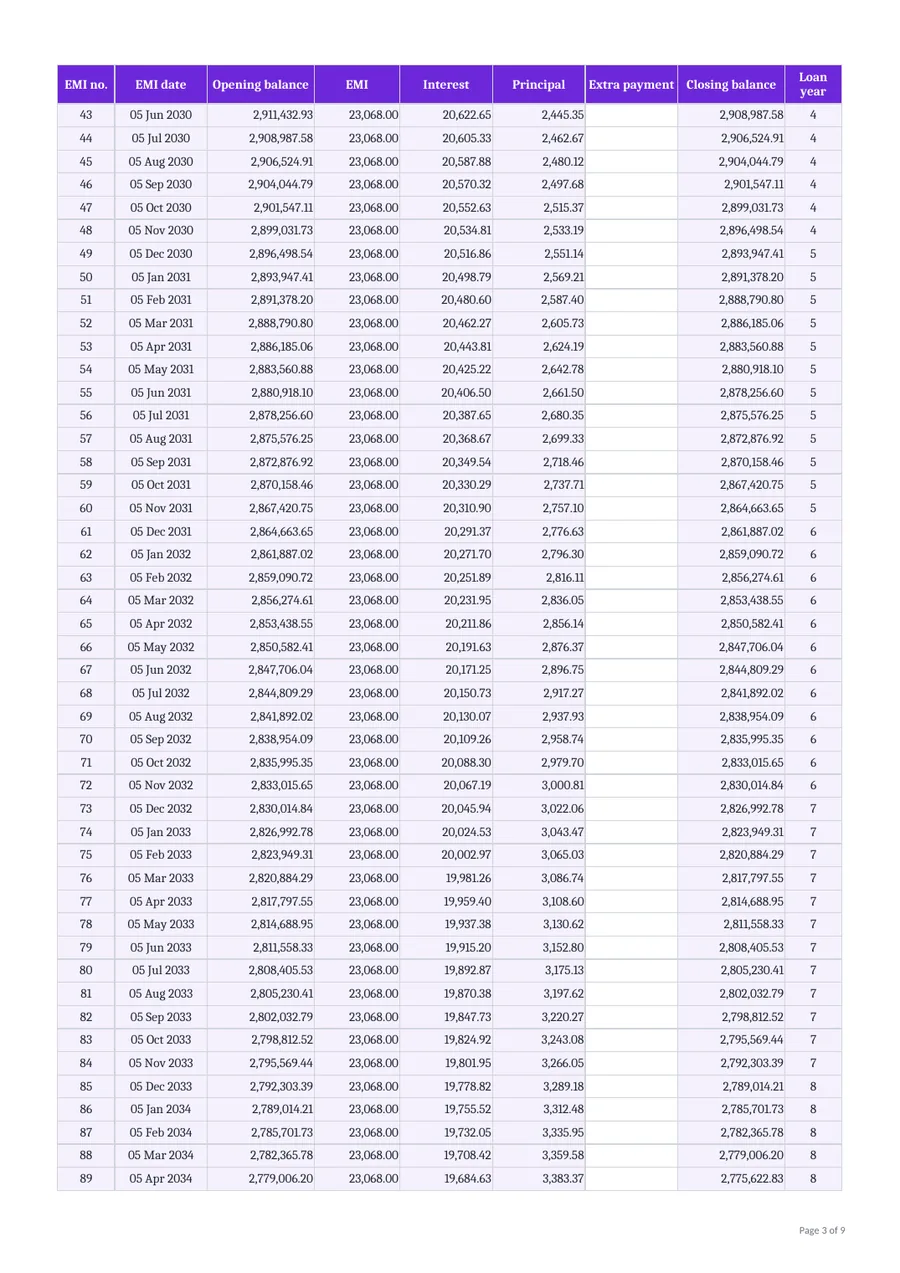 EMI no. EMI date Opening balance EMI Interest Principal Extra payment Closing balance Loan year
43 05 Jun 2030 2,911,432.93 23,068.00 20,622.65 2,445.35 2,908,987.58 4
44 05 Jul 2030 2,908,987.58 23,068.00 20,605.33 2,462.67 2,906,524.91 4
45 05 Aug 2030 2,906,524.91 23,068.00 20,587.88 2,480.12 2,904,044.79 4
46 05 Sep 2030 2,904,044.79 23,068.00 20,570.32 2,497.68 2,901,547.11 4
47 05 Oct 2030 2,901,547.11 23,068.00 20,552.63 2,515.37 2,899,031.73 4
48 05 Nov 2030 2,899,031.73 23,068.00 20,534.81 2,533.19 2,896,498.54 4
49 05 Dec 2030 2,896,498.54 23,068.00 20,516.86 2,551.14 2,893,947.41 5
50 05 Jan 2031 2,893,947.41 23,068.00 20,498.79 2,569.21 2,891,378.20 5
51 05 Feb 2031 2,891,378.20 23,068.00 20,480.60 2,587.40 2,888,790.80 5
52 05 Mar 2031 2,888,790.80 23,068.00 20,462.27 2,605.73 2,886,185.06 5
53 05 Apr 2031 2,886,185.06 23,068.00 20,443.81 2,624.19 2,883,560.88 5
54 05 May 2031 2,883,560.88 23,068.00 20,425.22 2,642.78 2,880,918.10 5
55 05 Jun 2031 2,880,918.10 23,068.00 20,406.50 2,661.50 2,878,256.60 5
56 05 Jul 2031 2,878,256.60 23,068.00 20,387.65 2,680.35 2,875,576.25 5
57 05 Aug 2031 2,875,576.25 23,068.00 20,368.67 2,699.33 2,872,876.92 5
58 05 Sep 2031 2,872,876.92 23,068.00 20,349.54 2,718.46 2,870,158.46 5
59 05 Oct 2031 2,870,158.46 23,068.00 20,330.29 2,737.71 2,867,420.75 5
60 05 Nov 2031 2,867,420.75 23,068.00 20,310.90 2,757.10 2,864,663.65 5
61 05 Dec 2031 2,864,663.65 23,068.00 20,291.37 2,776.63 2,861,887.02 6
62 05 Jan 2032 2,861,887.02 23,068.00 20,271.70 2,796.30 2,859,090.72 6
63 05 Feb 2032 2,859,090.72 23,068.00 20,251.89 2,816.11 2,856,274.61 6
64 05 Mar 2032 2,856,274.61 23,068.00 20,231.95 2,836.05 2,853,438.55 6
65 05 Apr 2032 2,853,438.55 23,068.00 20,211.86 2,856.14 2,850,582.41 6
66 05 May 2032 2,850,582.41 23,068.00 20,191.63 2,876.37 2,847,706.04 6
67 05 Jun 2032 2,847,706.04 23,068.00 20,171.25 2,896.75 2,844,809.29 6
68 05 Jul 2032 2,844,809.29 23,068.00 20,150.73 2,917.27 2,841,892.02 6
69 05 Aug 2032 2,841,892.02 23,068.00 20,130.07 2,937.93 2,838,954.09 6
70 05 Sep 2032 2,838,954.09 23,068.00 20,109.26 2,958.74 2,835,995.35 6
71 05 Oct 2032 2,835,995.35 23,068.00 20,088.30 2,979.70 2,833,015.65 6
72 05 Nov 2032 2,833,015.65 23,068.00 20,067.19 3,000.81 2,830,014.84 6
73 05 Dec 2032 2,830,014.84 23,068.00 20,045.94 3,022.06 2,826,992.78 7
74 05 Jan 2033 2,826,992.78 23,068.00 20,024.53 3,043.47 2,823,949.31 7
75 05 Feb 2033 2,823,949.31 23,068.00 20,002.97 3,065.03 2,820,884.29 7
76 05 Mar 2033 2,820,884.29 23,068.00 19,981.26 3,086.74 2,817,797.55 7
77 05 Apr 2033 2,817,797.55 23,068.00 19,959.40 3,108.60 2,814,688.95 7
78 05 May 2033 2,814,688.95 23,068.00 19,937.38 3,130.62 2,811,558.33 7
79 05 Jun 2033 2,811,558.33 23,068.00 19,915.20 3,152.80 2,808,405.53 7
80 05 Jul 2033 2,808,405.53 23,068.00 19,892.87 3,175.13 2,805,230.41 7
81 05 Aug 2033 2,805,230.41 23,068.00 19,870.38 3,197.62 2,802,032.79 7
82 05 Sep 2033 2,802,032.79 23,068.00 19,847.73 3,220.27 2,798,812.52 7
83 05 Oct 2033 2,798,812.52 23,068.00 19,824.92 3,243.08 2,795,569.44 7
84 05 Nov 2033 2,795,569.44 23,068.00 19,801.95 3,266.05 2,792,303.39 7
85 05 Dec 2033 2,792,303.39 23,068.00 19,778.82 3,289.18 2,789,014.21 8
86 05 Jan 2034 2,789,014.21 23,068.00 19,755.52 3,312.48 2,785,701.73 8
87 05 Feb 2034 2,785,701.73 23,068.00 19,732.05 3,335.95 2,782,365.78 8
88 05 Mar 2034 2,782,365.78 23,068.00 19,708.42 3,359.58 2,779,006.20 8
89 05 Apr 2034 2,779,006.20 23,068.00 19,684.63 3,383.37 2,775,622.83 8
Page 3 of 9